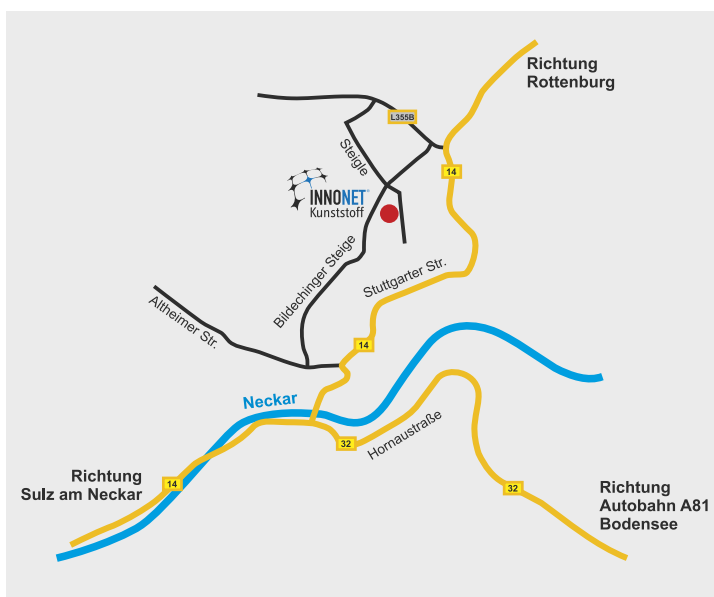 Richtung
Rottenburg
L355B
Steigle
14
INNONET®
Kunststoff
Bildechinger Steige
Stuttgarter Str.
Altheimer Str.
14
Neckar
Hornaustraße
32
Richtung
Sulz am Neckar
14
32
Richtung
Autobahn A81
Bodensee